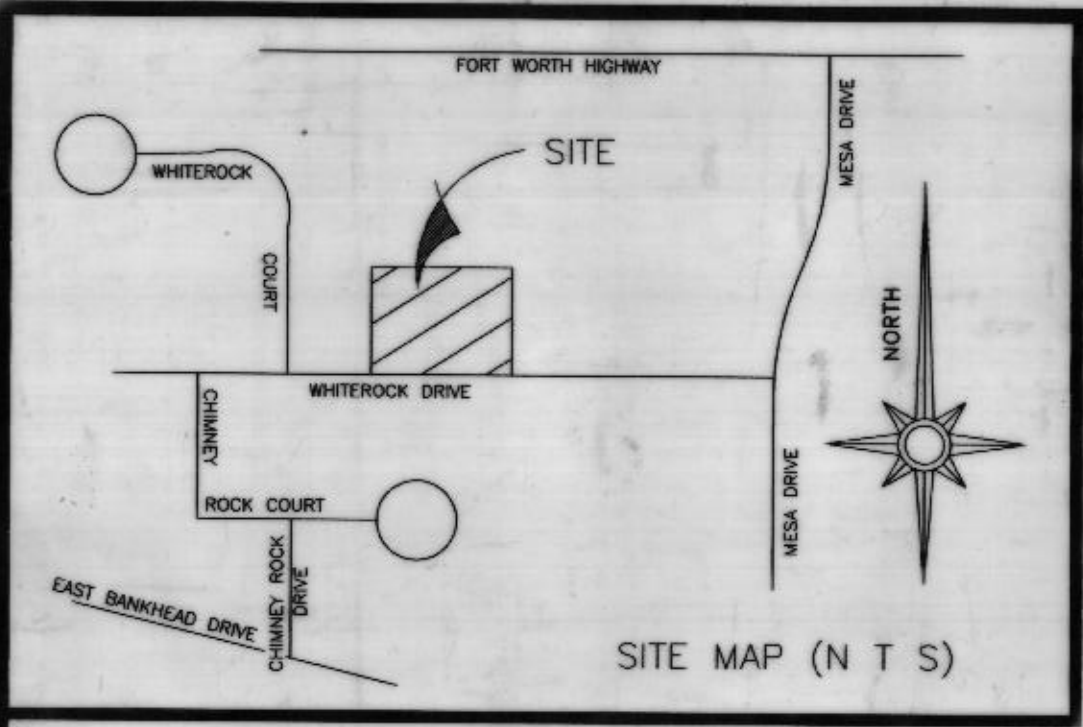 FORT WORTH HIGHWAY
MESA DRIVE
SITE
WHITEROCK
COURT
NORTH
WHITEROCK DRIVE
CHIMNEY
ROCK COURT
MESA DRIVE
CHIMNEY ROCK
DRIVE
EAST BANKHEAD DRIVE
SITE MAP (N T S)